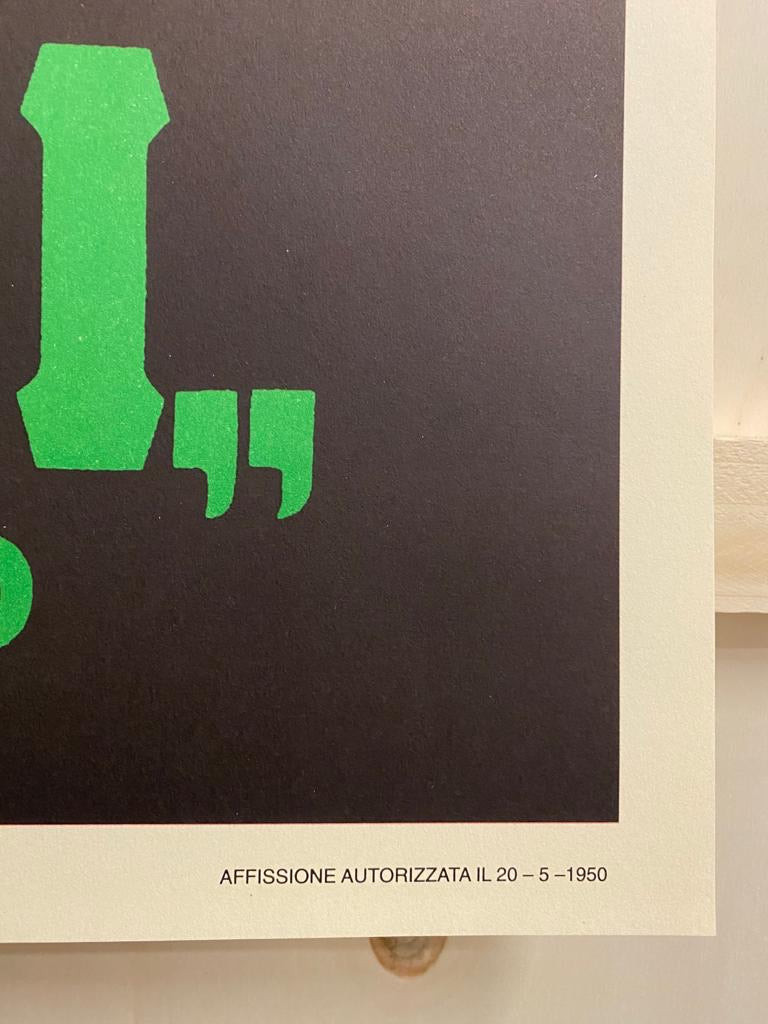 I”
AFFISSIONE AUTORIZZATA IL 20 – 5 –1950